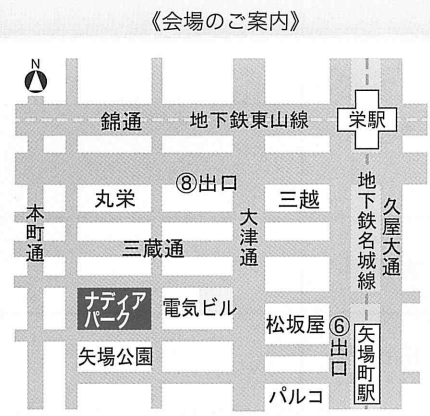 《会場のご案内》
N
錦通
地下鉄東山線
栄駅
⑧出口
丸栄
三越
本町通
大津通
地下鉄名城線
久屋大通
三蔵通
ナディア
パーク
電気ビル
松坂屋
⑥出口
矢場町駅
矢場公園
パルコ